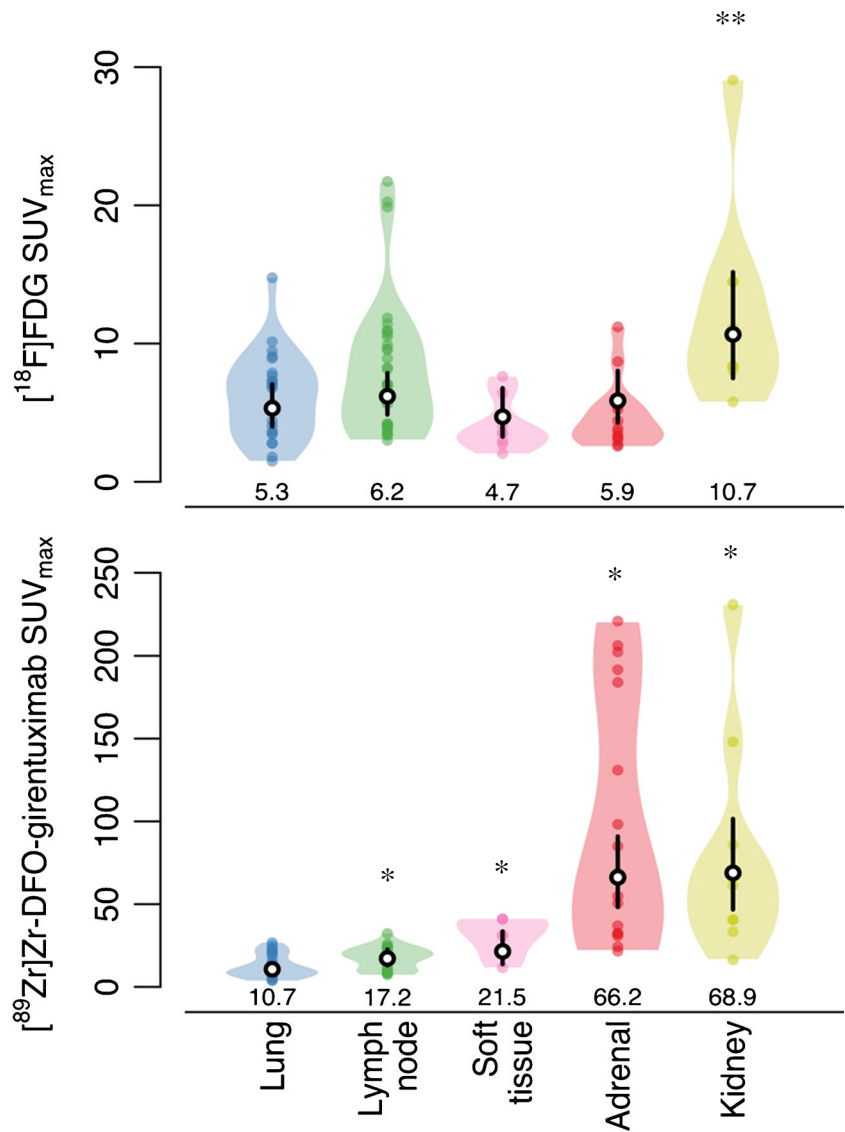 **
[18F]FDG SUVmax
30
20
10
0
5.3 6.2 4.7 5.9 10.7
[89Zr]Zr-DFO-girentuximab SUVmax
250
200
150
100
50
0
* * * *
10.7 17.2 21.5 66.2 68.9
Lung
Lymph
node
Soft
tissue
Adrenal
Kidney